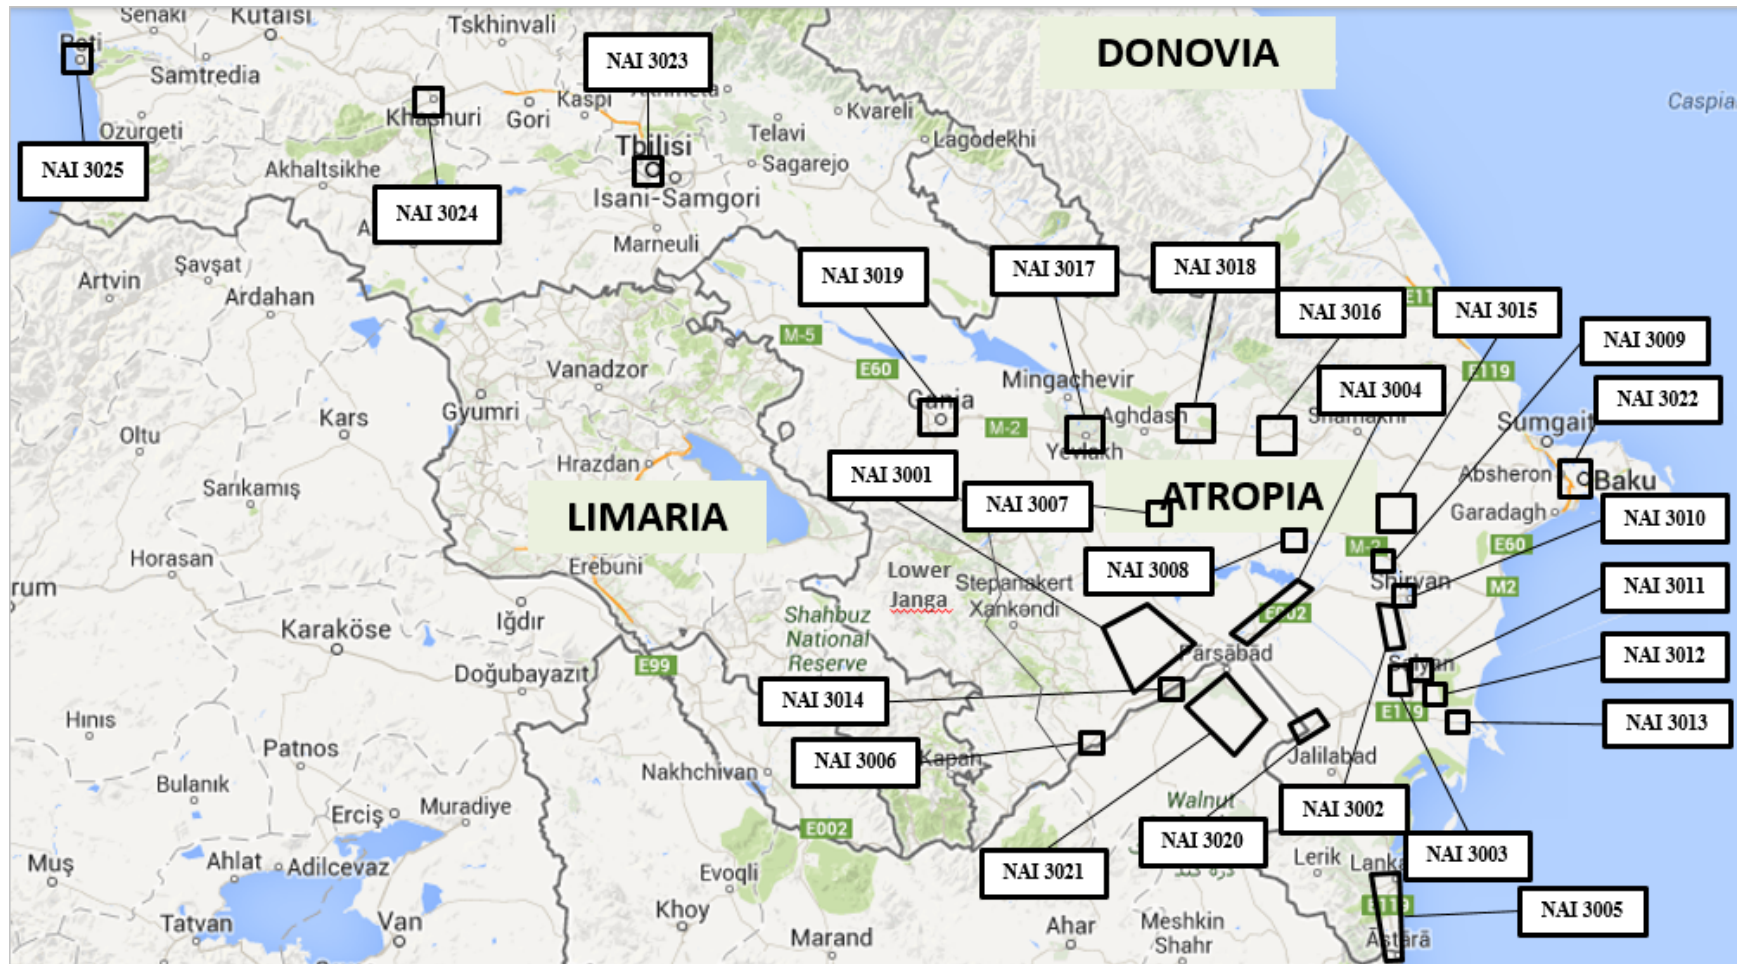 Senaki
Kutaisi
Tskhinvali
DONOVIA
NAI 3023
Samtredia
Caspia
Khashuri
Gori
Kaspi
Kvareli
Ozurgeti
Telavi
Lagodekhi
Tbilisi
NAI 3025
Akhaltsikhe
Sagarejo
NAI 3024
Isani-Samgori
Marneuli
NAI 3019
NAI 3017
NAI 3018
Artvin
Şavşat
Ardahan
NAI 3016
NAI 3015
M-5
E60
NAI 3009
Vanadzor
Mingachevir
E119
NAI 3004
Gyumri
Ganja
Aghdash
NAI 3022
Kars
M-2
Shamakhi
Sumgait
Oltu
Yevlakh
Hrazdan
NAI 3001
Absheron
Baku
Sarıkamış
NAI 3007
ATROPIA
LIMARIA
Garadagh
NAI 3010
E60
Horasan
Erebuni
Lower
Janga
Stepanakert
Xankəndi
NAI 3008
Shirvan
M2
NAI 3011
rum
Iğdır
Shahbuz
National
Reserve
E002
Karaköse
E99
Pārsābād
Salyan
NAI 3012
Doğubayazıt
NAI 3014
E119
NAI 3013
Hınıs
Patnos
NAI 3006
Kapan
Jalilabad
Nakhchivan
Bulanık
Erciş
Muradiye
E002
Walnut
NAI 3002
NAI 3020
NAI 3003
Muş
Ahlat
Adilcevaz
Evoqli
NAI 3021
Lerik
Lanka
Tatvan
Van
Khoy
Marand
Ahar
Meshkin
Shahr
E119
NAI 3005
Āstārā